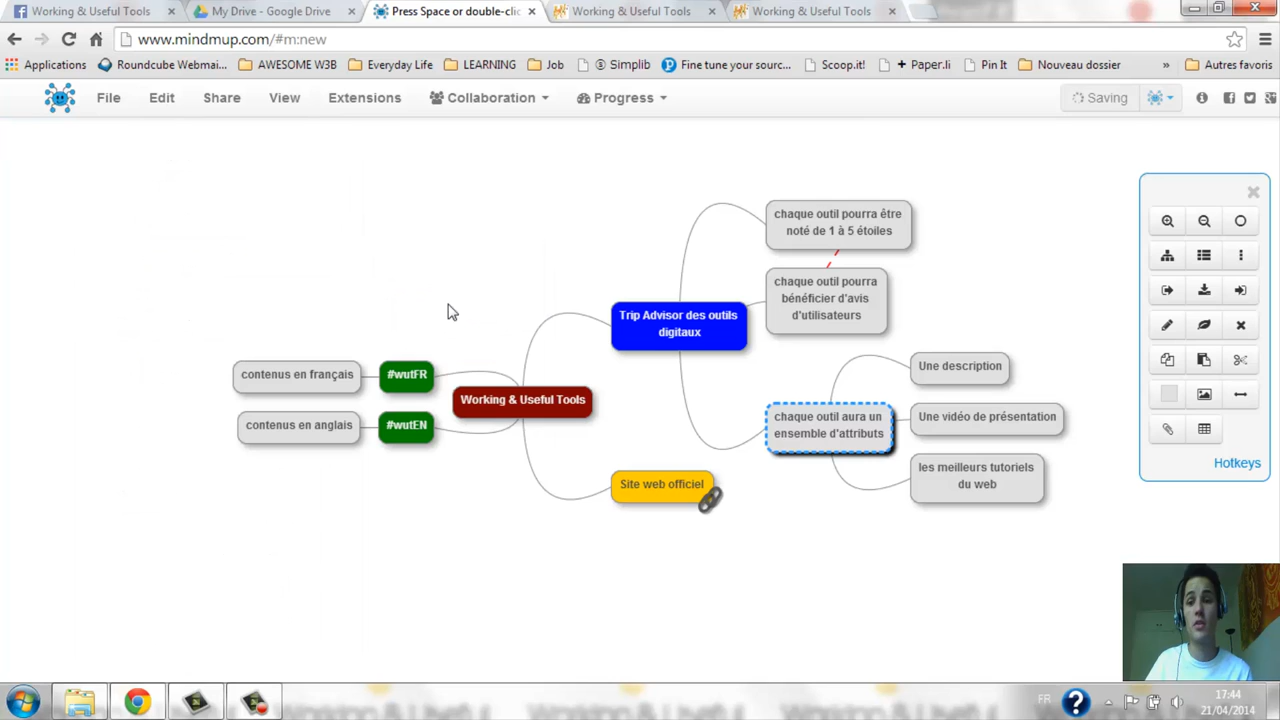 Working & Useful Tools
My Drive - Google Drive
Press Space or double-clic
Working & Useful Tools
Working & Useful Tools
www.mindmup.com/#m:new
Applications
Roundcube Webmai...
AWESOME W3B
Everyday Life
LEARNING
Job
Simplib
Fine tune your sourc...
Scoop.it!
Paper.li
Pin It
Nouveau dossier
»
Autres favoris
File
Edit
Share
View
Extensions
Collaboration
Progress
Saving
chaque outil pourra être
noté de 1 à 5 étoiles
chaque outil pourra
bénéficier d'avis
d'utilisateurs
Trip Advisor des outils
digitaux
Une description
contenus en français
#wutFR
Working & Useful Tools
chaque outil aura un
ensemble d'attributs
Une vidéo de présentation
contenus en anglais
#wutEN
les meilleurs tutoriels
du web
Site web officiel
Hotkeys
FR
17:44
21/04/2014